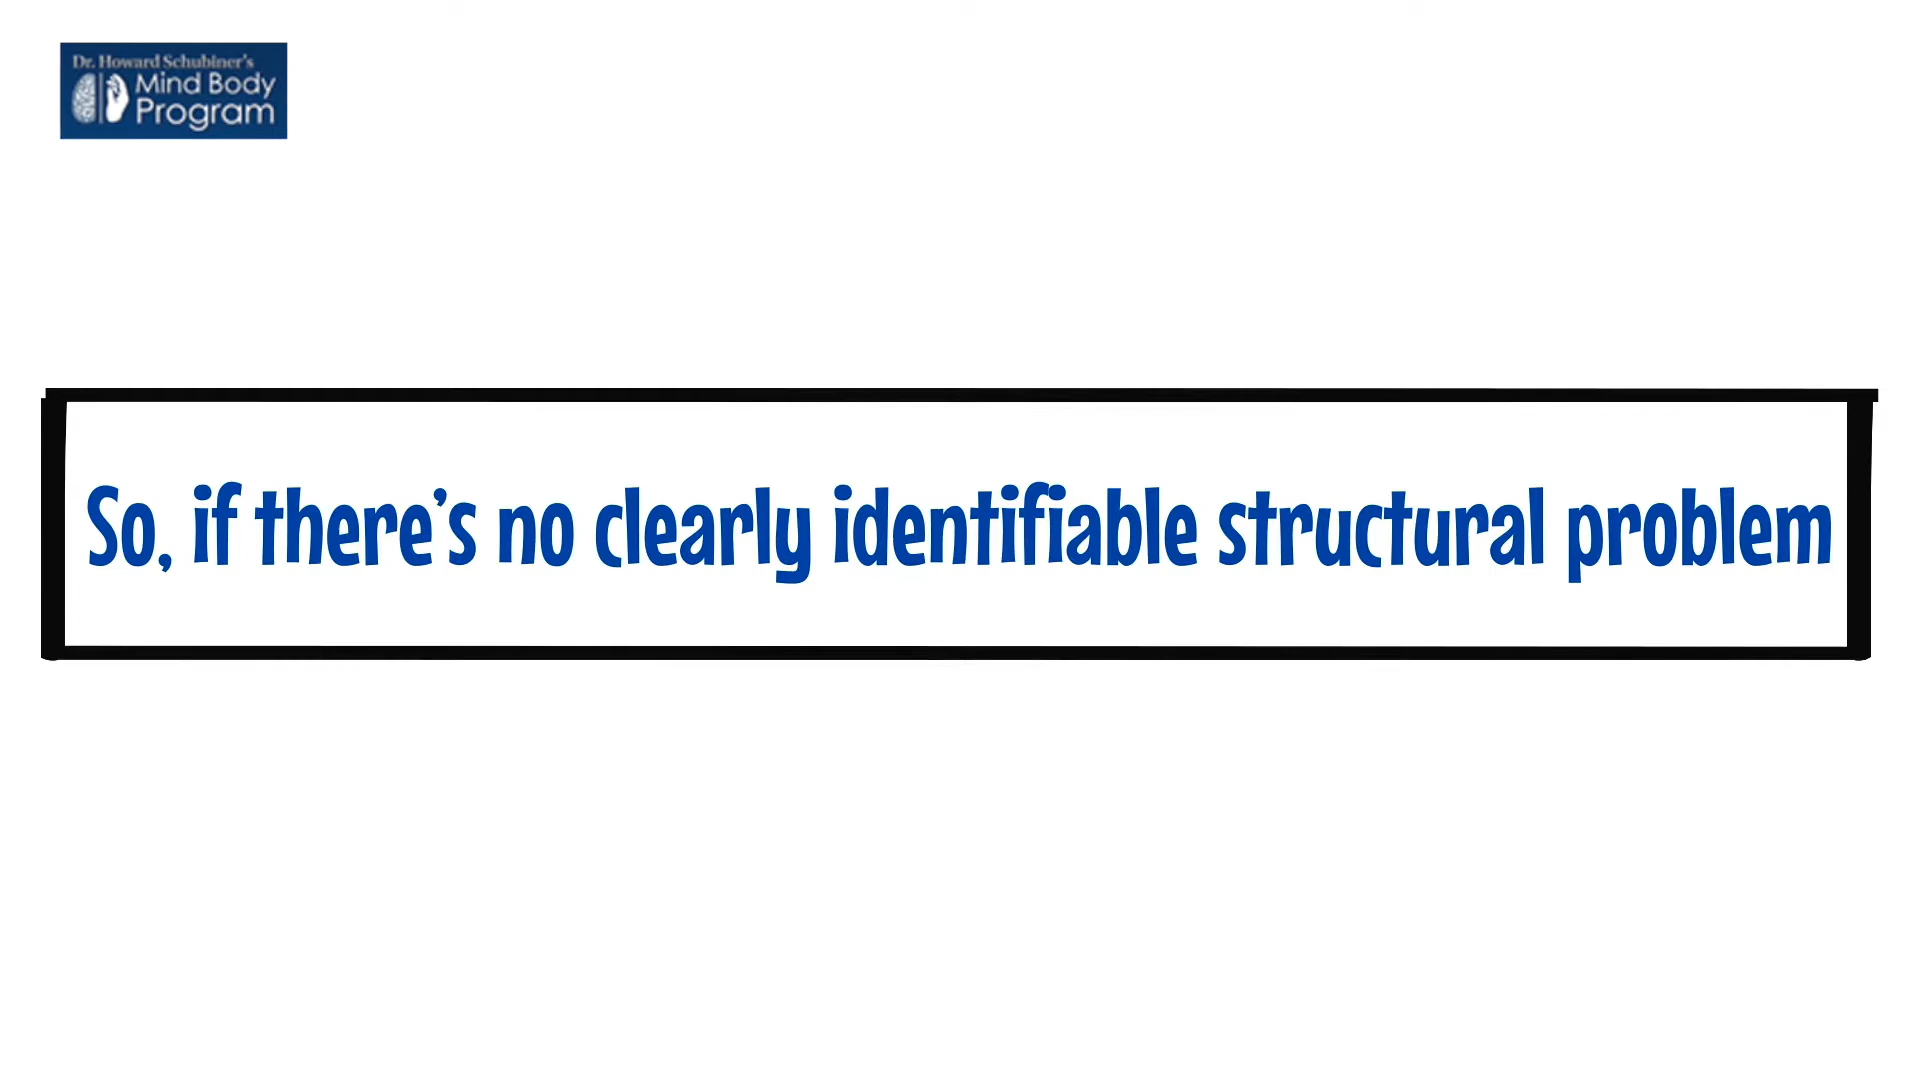 Dr. Howard Schubiner's
Mind Body
Program
So, if there's no clearly identifiable structural problem